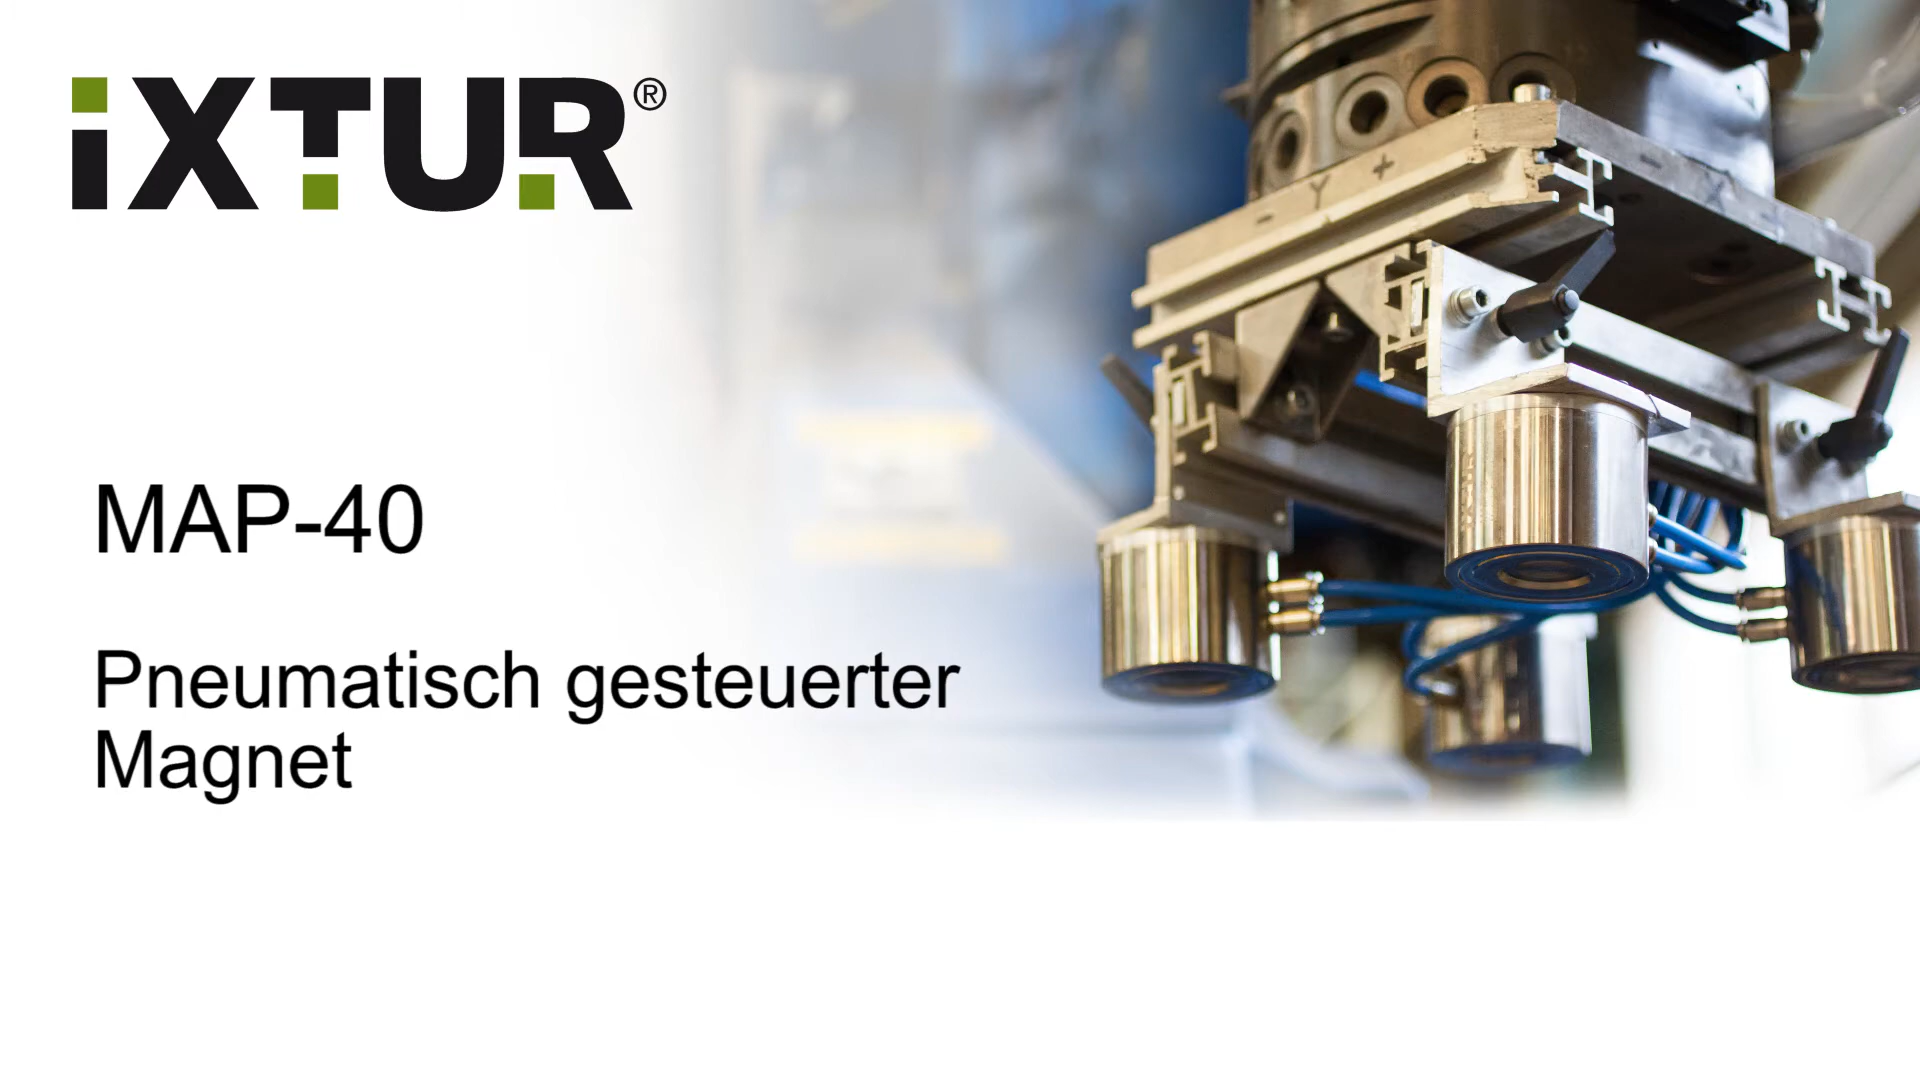 iXTUR®
- Y +
MAP-40
Pneumatisch gesteuerter
Magnet